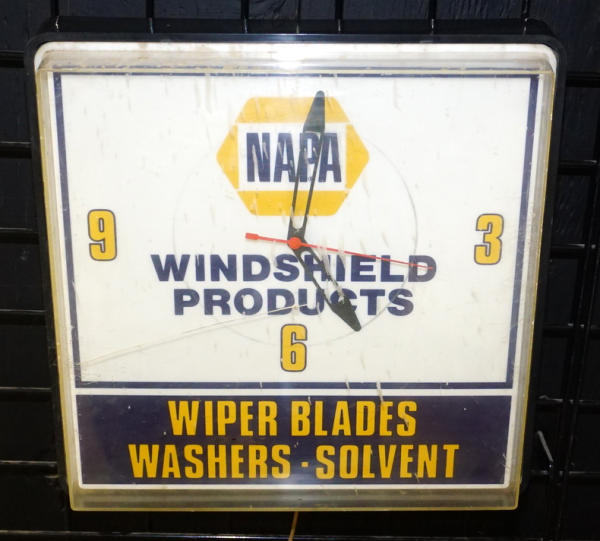 NAPA
9
3
WINDSHIELD
PRODUCTS
6
WIPER BLADES
WASHERS · SOLVENT